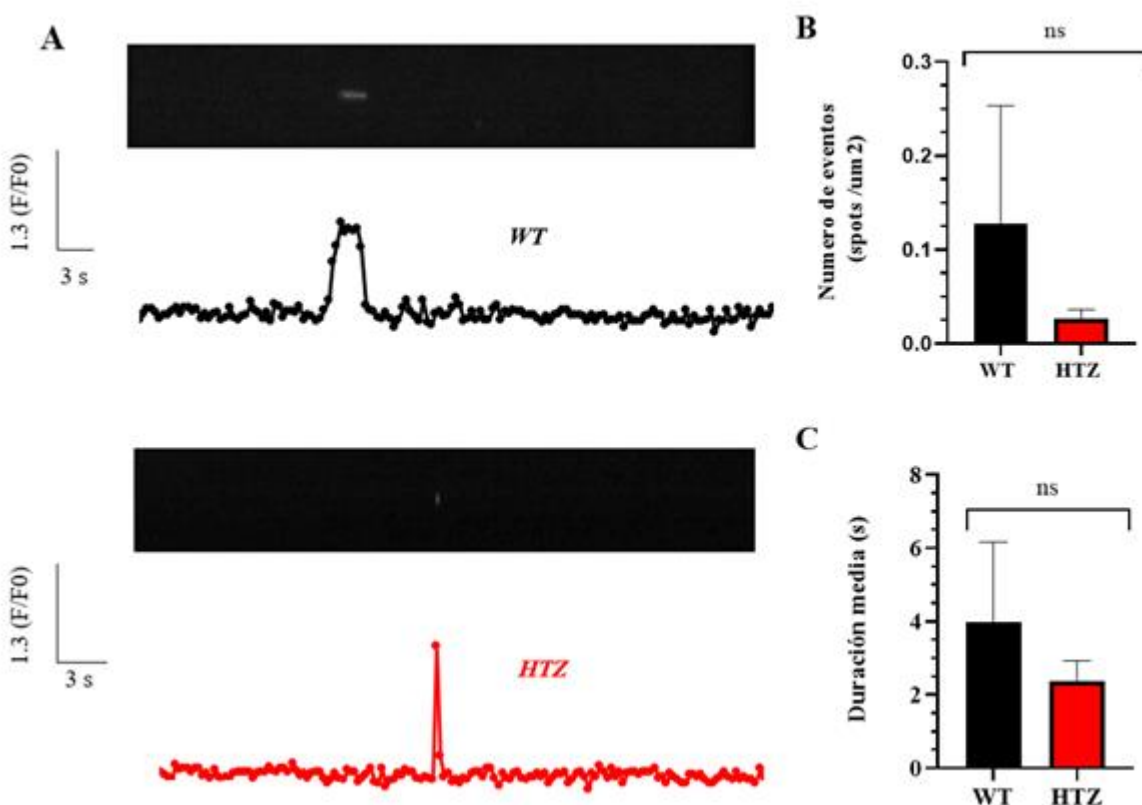 A
1.3 (F/F0)
3 s
WT
1.3 (F/F0)
3 s
HTZ
B
ns
Numero de eventos
(spots /um2)
0.3
0.2
0.1
0.0
WT
HTZ
C
ns
Duración media (s)
8
6
4
2
0
WT
HTZ